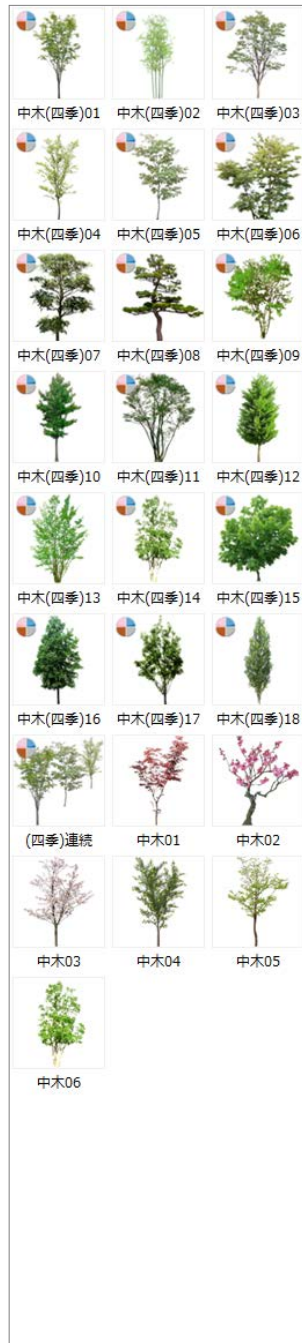 中木(四季)01 中木(四季)02 中木(四季)03
中木(四季)04 中木(四季)05 中木(四季)06
中木(四季)07 中木(四季)08 中木(四季)09
中木(四季)10 中木(四季)11 中木(四季)12
中木(四季)13 中木(四季)14 中木(四季)15
中木(四季)16 中木(四季)17 中木(四季)18
(四季)連続 中木01 中木02
中木03 中木04 中木05
中木06